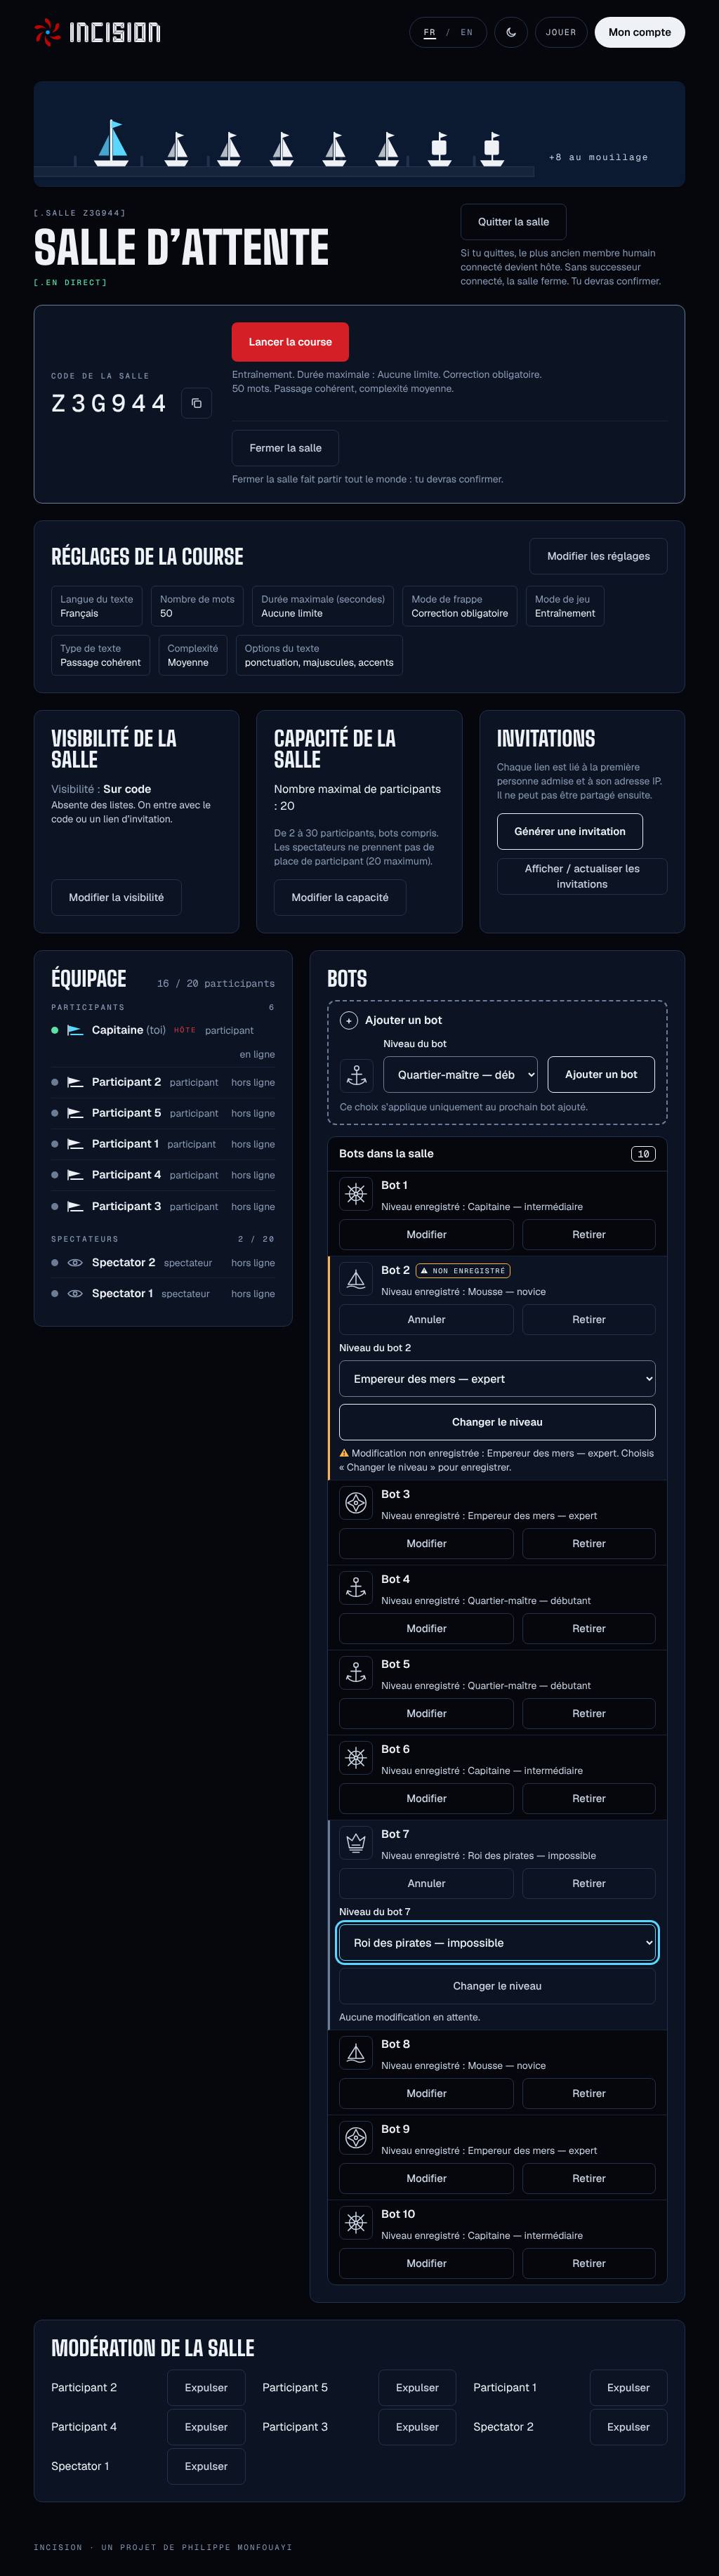 INCISION
FR / EN
JOUER
Mon compte
+8 au mouillage
[.SALLE Z3G944]
SALLE D’ATTENTE
[.EN DIRECT]
Quitter la salle
Si tu quittes, le plus ancien membre humain
connecté devient hôte. Sans successeur
connecté, la salle ferme. Tu devras confirmer.
CODE DE LA SALLE
Z3G944
Lancer la course
Entraînement. Durée maximale : Aucune limite. Correction obligatoire.
50 mots. Passage cohérent, complexité moyenne.
Fermer la salle
Fermer la salle fait partir tout le monde : tu devras confirmer.
RÉGLAGES DE LA COURSE
Modifier les réglages
Langue du texte
Français
Nombre de mots
50
Durée maximale (secondes)
Aucune limite
Mode de frappe
Correction obligatoire
Mode de jeu
Entraînement
Type de texte
Passage cohérent
Complexité
Moyenne
Options du texte
ponctuation, majuscules, accents
VISIBILITÉ DE LA
SALLE
Visibilité : Sur code
Absente des listes. On entre avec le
code ou un lien d’invitation.
Modifier la visibilité
CAPACITÉ DE LA
SALLE
Nombre maximal de participants
: 20
De 2 à 30 participants, bots compris.
Les spectateurs ne prennent pas de
place de participant (20 maximum).
Modifier la capacité
INVITATIONS
Chaque lien est lié à la première
personne admise et à son adresse IP.
Il ne peut pas être partagé ensuite.
Générer une invitation
Afficher / actualiser les
invitations
ÉQUIPAGE
16 / 20 participants
PARTICIPANTS 6
Capitaine (toi) HÔTE participant
en ligne
Participant 2 participant hors ligne
Participant 5 participant hors ligne
Participant 1 participant hors ligne
Participant 4 participant hors ligne
Participant 3 participant hors ligne
SPECTATEURS 2 / 20
Spectator 2 spectateur hors ligne
Spectator 1 spectateur hors ligne
BOTS
+ Ajouter un bot
Niveau du bot
Quartier-maître — déb
Ajouter un bot
Ce choix s’applique uniquement au prochain bot ajouté.
Bots dans la salle 10
Bot 1
Niveau enregistré : Capitaine — intermédiaire
Modifier Retirer
Bot 2 NON ENREGISTRÉ
Niveau enregistré : Mousse — novice
Annuler Retirer
Niveau du bot 2
Empereur des mers — expert
Changer le niveau
Modification non enregistrée : Empereur des mers — expert. Choisis
« Changer le niveau » pour enregistrer.
Bot 3
Niveau enregistré : Empereur des mers — expert
Modifier Retirer
Bot 4
Niveau enregistré : Quartier-maître — débutant
Modifier Retirer
Bot 5
Niveau enregistré : Quartier-maître — débutant
Modifier Retirer
Bot 6
Niveau enregistré : Capitaine — intermédiaire
Modifier Retirer
Bot 7
Niveau enregistré : Roi des pirates — impossible
Annuler Retirer
Niveau du bot 7
Roi des pirates — impossible
Changer le niveau
Aucune modification en attente.
Bot 8
Niveau enregistré : Mousse — novice
Modifier Retirer
Bot 9
Niveau enregistré : Empereur des mers — expert
Modifier Retirer
Bot 10
Niveau enregistré : Capitaine — intermédiaire
Modifier Retirer
MODÉRATION DE LA SALLE
Participant 2 Expulser Participant 5 Expulser Participant 1 Expulser
Participant 4 Expulser Participant 3 Expulser Spectator 2 Expulser
Spectator 1 Expulser
INCISION · UN PROJET DE PHILIPPE MONFOUAYI